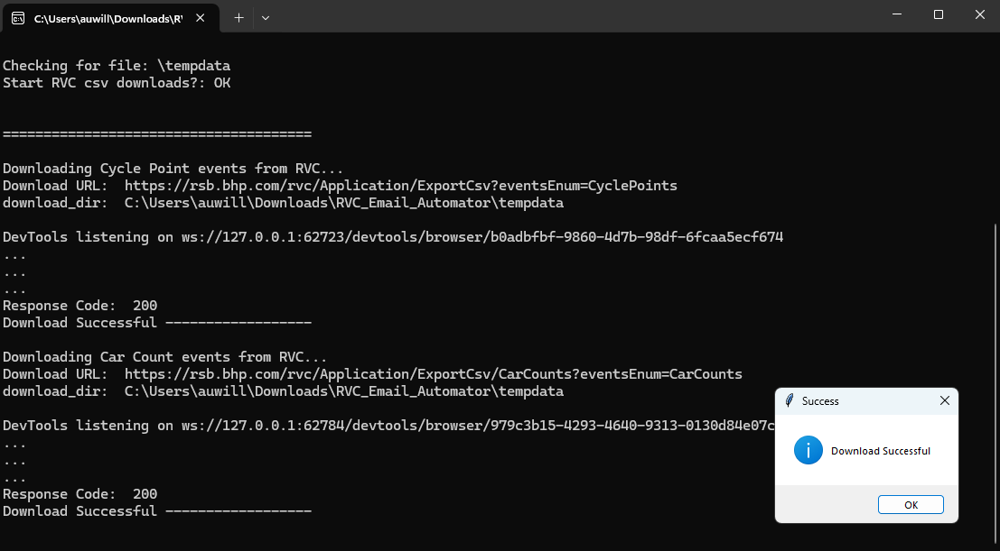 C:\Users\auwill\Downloads\R
Checking for file: \tempdata
Start RVC csv downloads?: OK
======================================
Downloading Cycle Point events from RVC...
Download URL:  https://rsb.bhp.com/rvc/Application/ExportCsv?eventsEnum=CyclePoints
download_dir:  C:\Users\auwill\Downloads\RVC_Email_Automator\tempdata
DevTools listening on ws://127.0.0.1:62723/devtools/browser/b0adbfbf-9860-4d7b-98df-6fcaa5ecf674
...
...
...
Response Code:  200
Download Successful ------------------
Downloading Car Count events from RVC...
Download URL:  https://rsb.bhp.com/rvc/Application/ExportCsv/CarCounts?eventsEnum=CarCounts
download_dir:  C:\Users\auwill\Downloads\RVC_Email_Automator\tempdata
DevTools listening on ws://127.0.0.1:62784/devtools/browser/979c3b15-4293-4640-9313-0130d84e07c
...
...
...
Response Code:  200
Download Successful ------------------
Success
Download Successful
OK